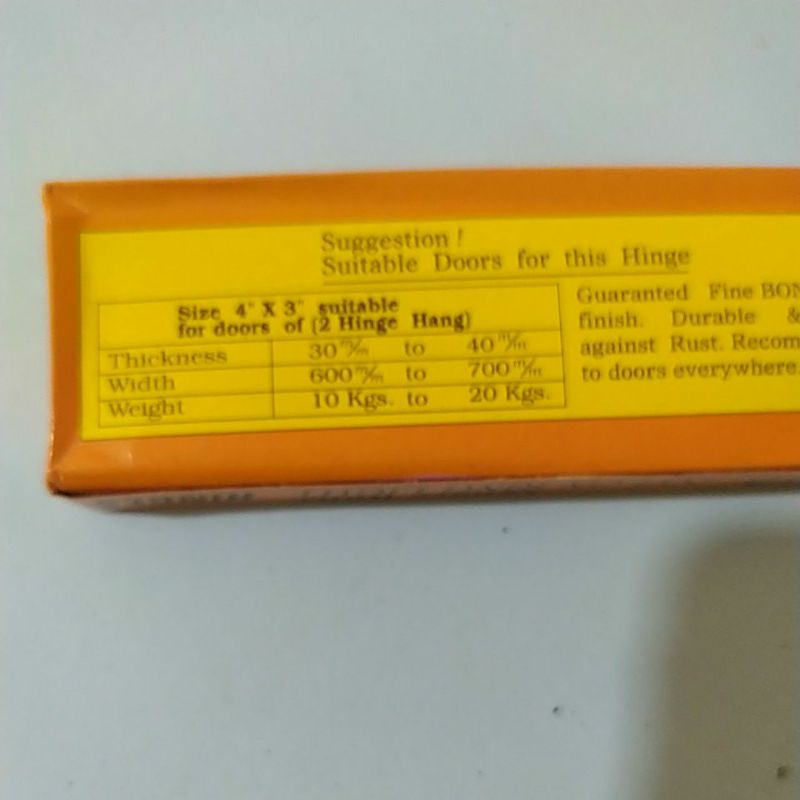 Suggestion !
Suitable Doors for this Hinge
Size 4" X 3" suitable
for doors of (2 Hinge Hang)
Thickness 30 m/m to 40 m/m
Width 600 m/m to 700 m/m
Weight 10 Kgs. to 20 Kgs.
Guaranted Fine BON
finish. Durable &
against Rust. Recom
to doors everywhere.